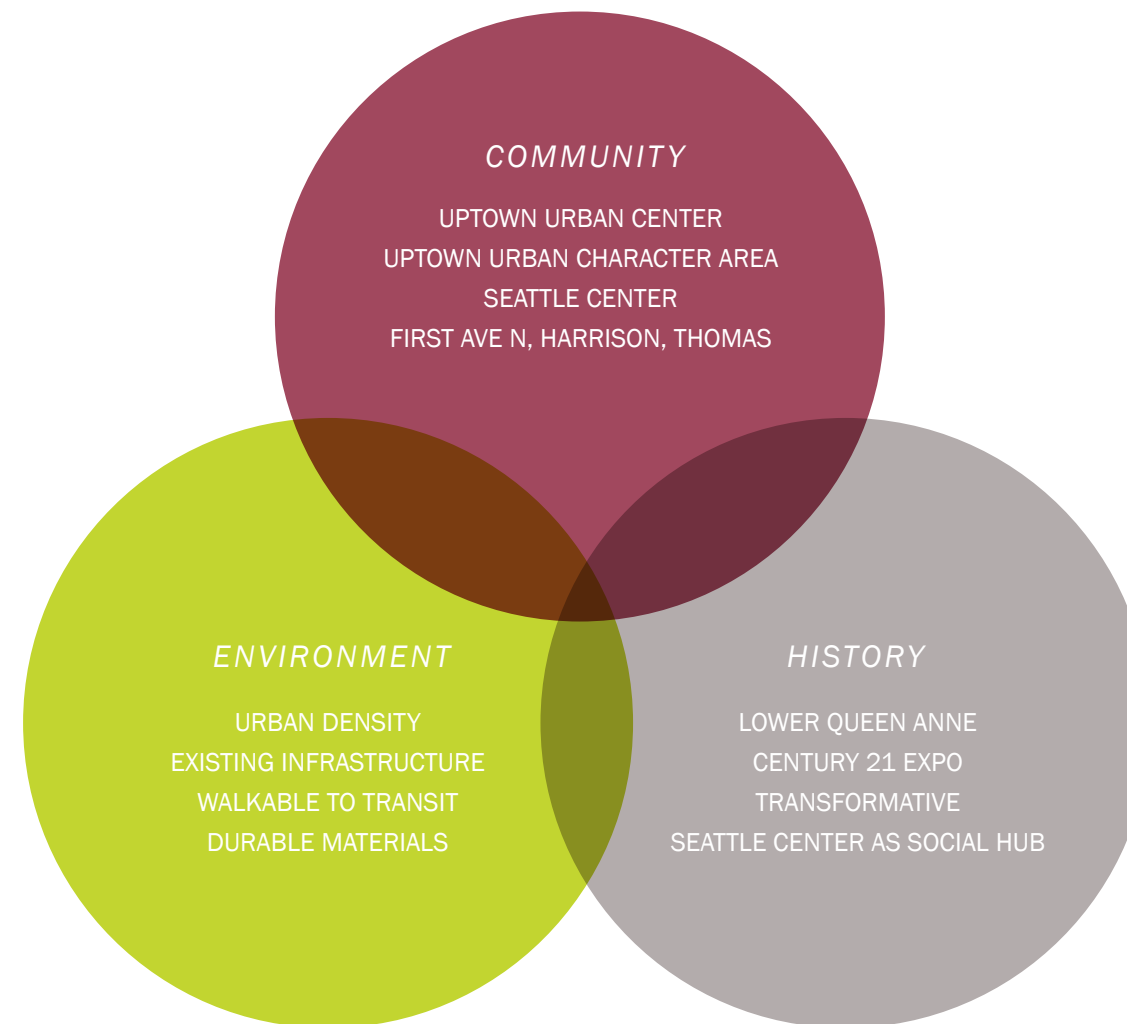 COMMUNITY
UPTOWN URBAN CENTER
UPTOWN URBAN CHARACTER AREA
SEATTLE CENTER
FIRST AVE N, HARRISON, THOMAS
ENVIRONMENT
URBAN DENSITY
EXISTING INFRASTRUCTURE
WALKABLE TO TRANSIT
DURABLE MATERIALS
HISTORY
LOWER QUEEN ANNE
CENTURY 21 EXPO
TRANSFORMATIVE
SEATTLE CENTER AS SOCIAL HUB